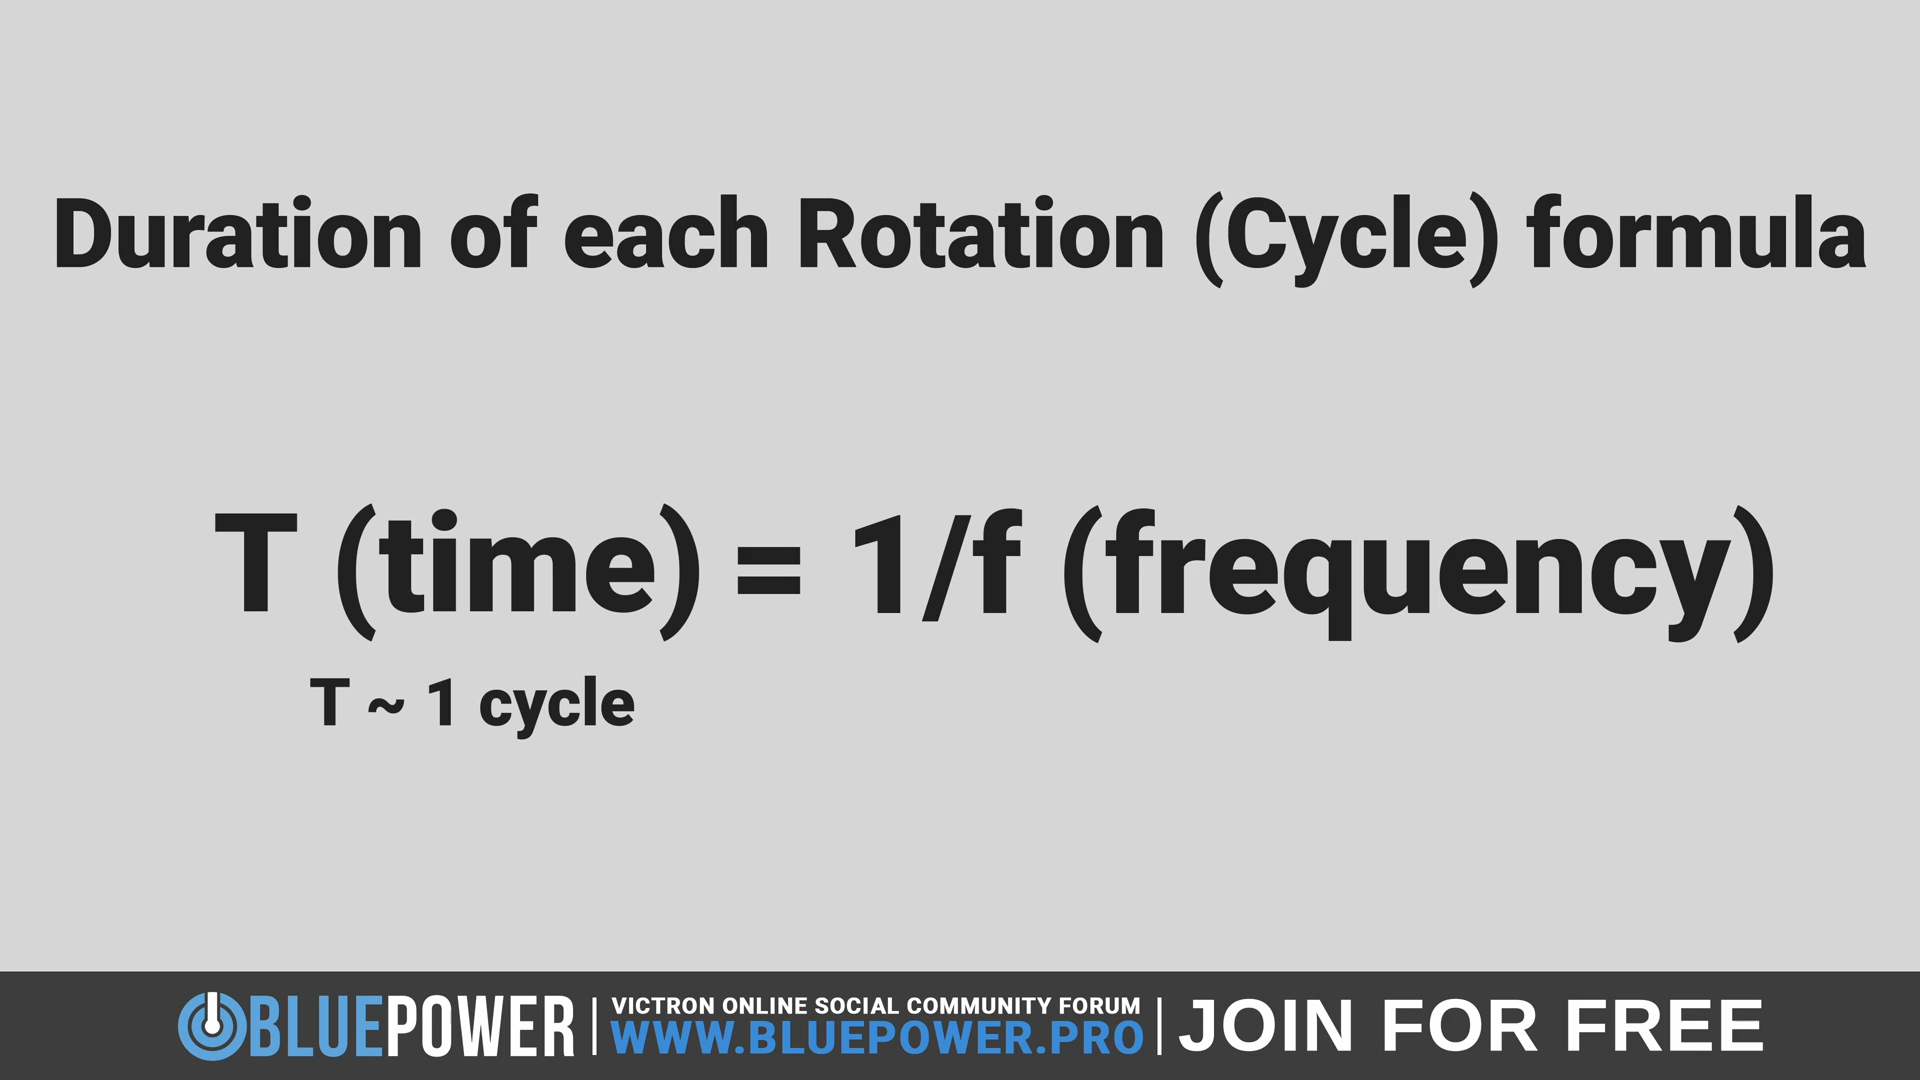 Duration of each Rotation (Cycle) formula
T (time) = 1/f (frequency)
T ~ 1 cycle
BLUEPOWER
VICTRON ONLINE SOCIAL COMMUNITY FORUM
WWW.BLUEPOWER.PRO
JOIN FOR FREE